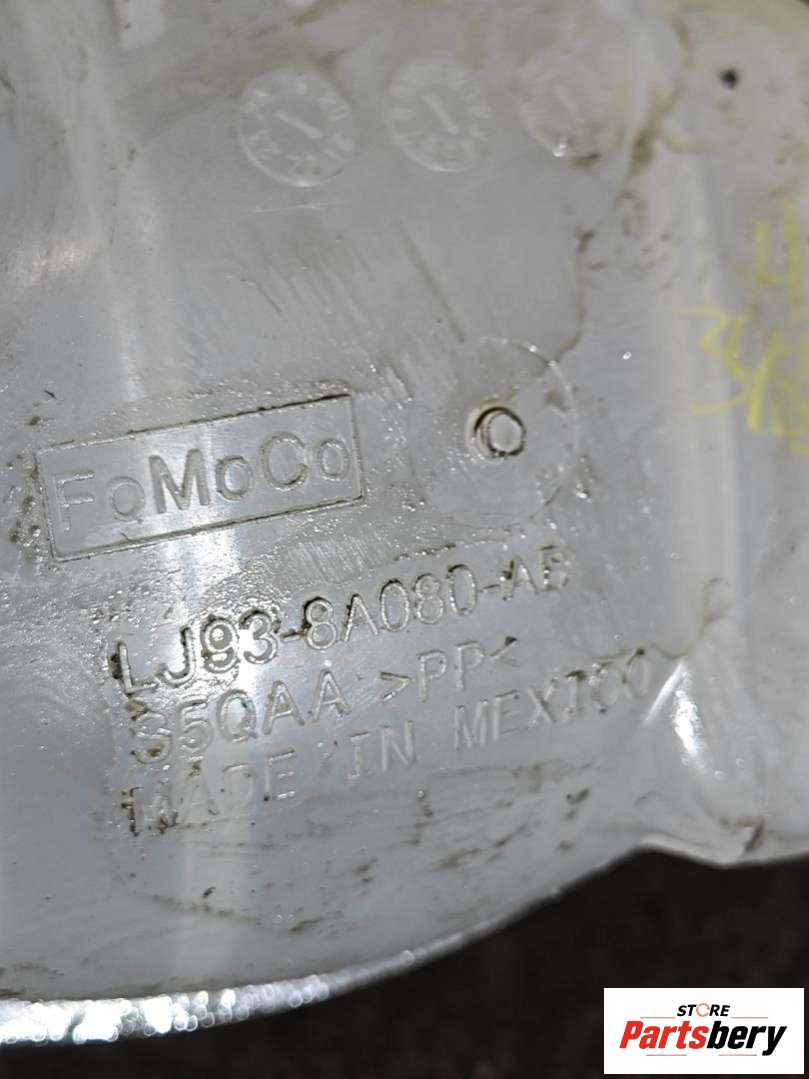 FoMoCo
LJ93-8A080-AB
35QAA >PP<
MADE IN MEXICO
STORE
Partsbery